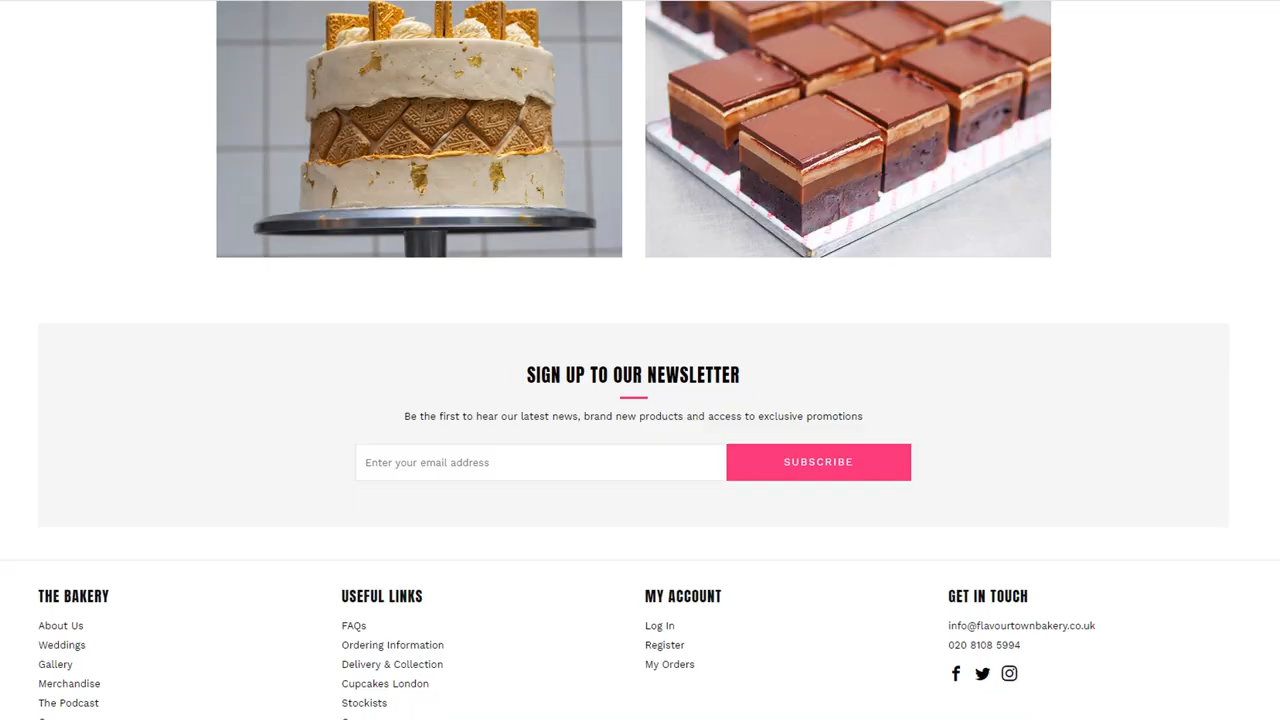 SIGN UP TO OUR NEWSLETTER
Be the first to hear our latest news, brand new products and access to exclusive promotions
Enter your email address
SUBSCRIBE
THE BAKERY
About Us
Weddings
Gallery
Merchandise
The Podcast
USEFUL LINKS
FAQs
Ordering Information
Delivery & Collection
Cupcakes London
Stockists
MY ACCOUNT
Log In
Register
My Orders
GET IN TOUCH
info@flavourtownbakery.co.uk
020 8108 5994